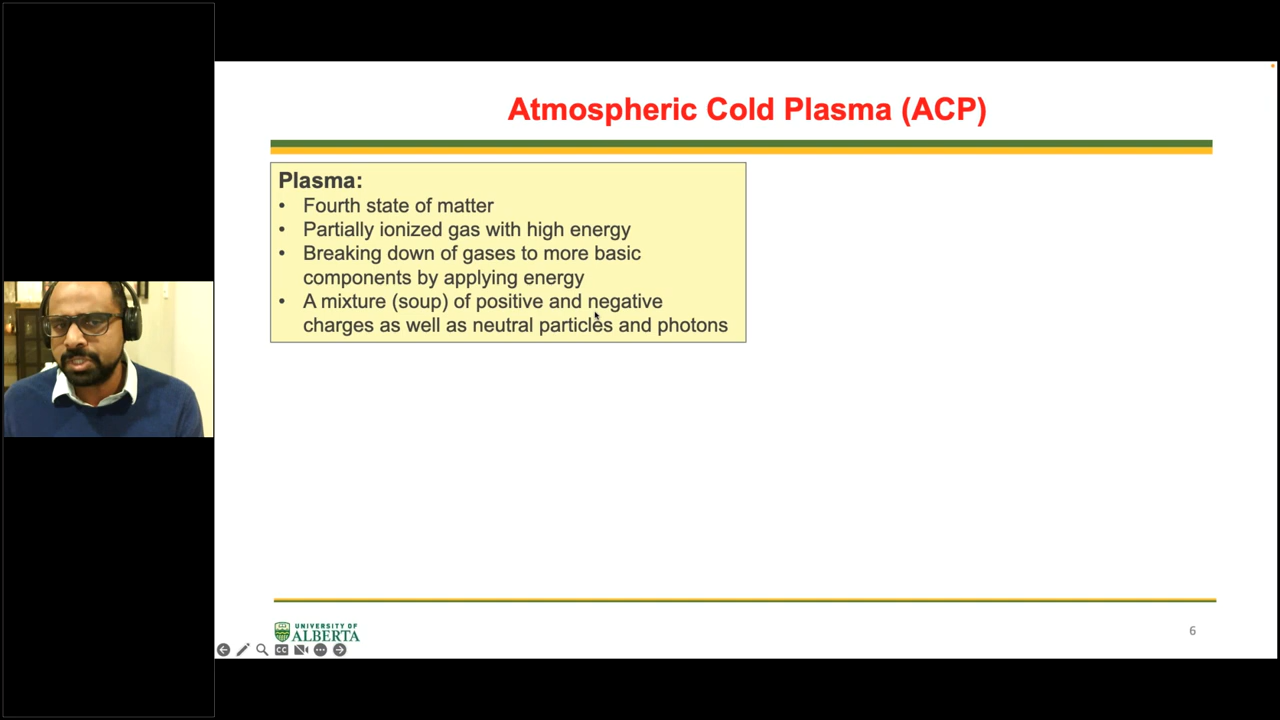 Atmospheric Cold Plasma (ACP)
Plasma:
• Fourth state of matter
• Partially ionized gas with high energy
• Breaking down of gases to more basic
components by applying energy
• A mixture (soup) of positive and negative
charges as well as neutral particles and photons
UNIVERSITY OF
ALBERTA
6
CC